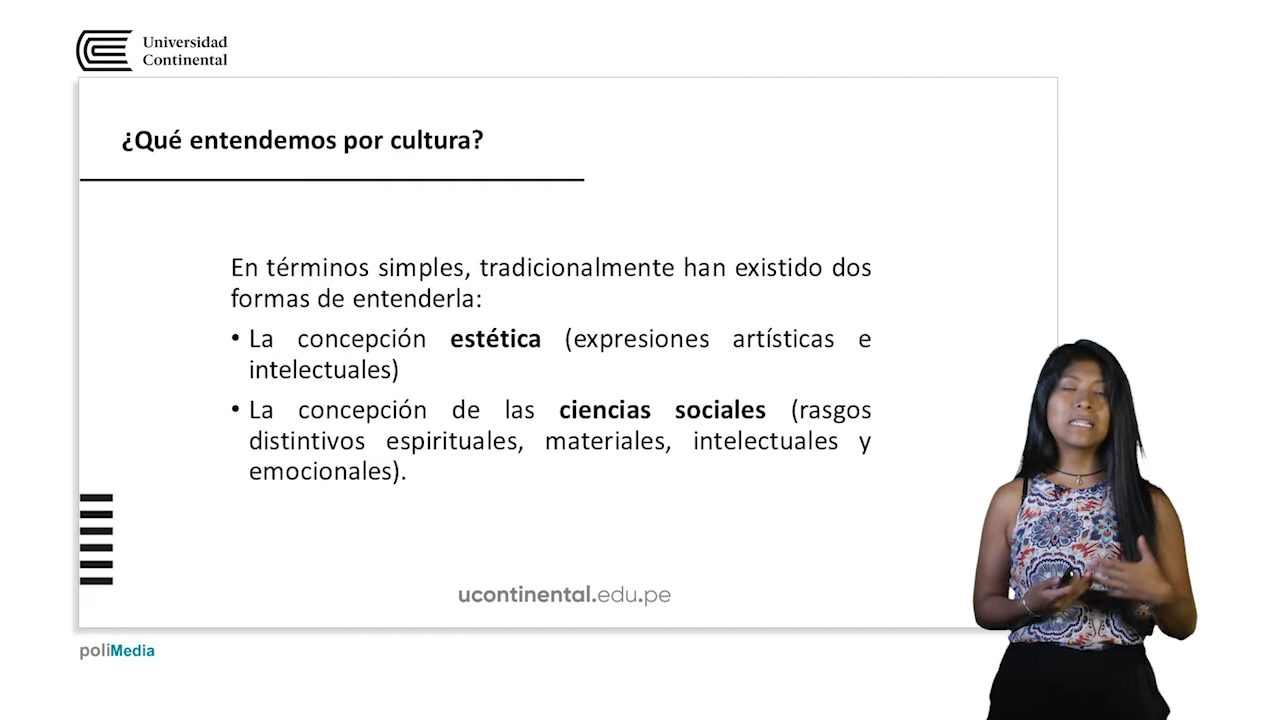 Universidad
Continental
¿Qué entendemos por cultura?
En términos simples, tradicionalmente han existido dos
formas de entenderla:
• La concepción estética (expresiones artísticas e
intelectuales)
• La concepción de las ciencias sociales (rasgos
distintivos espirituales, materiales, intelectuales y
emocionales).
ucontinental.edu.pe
poliMedia